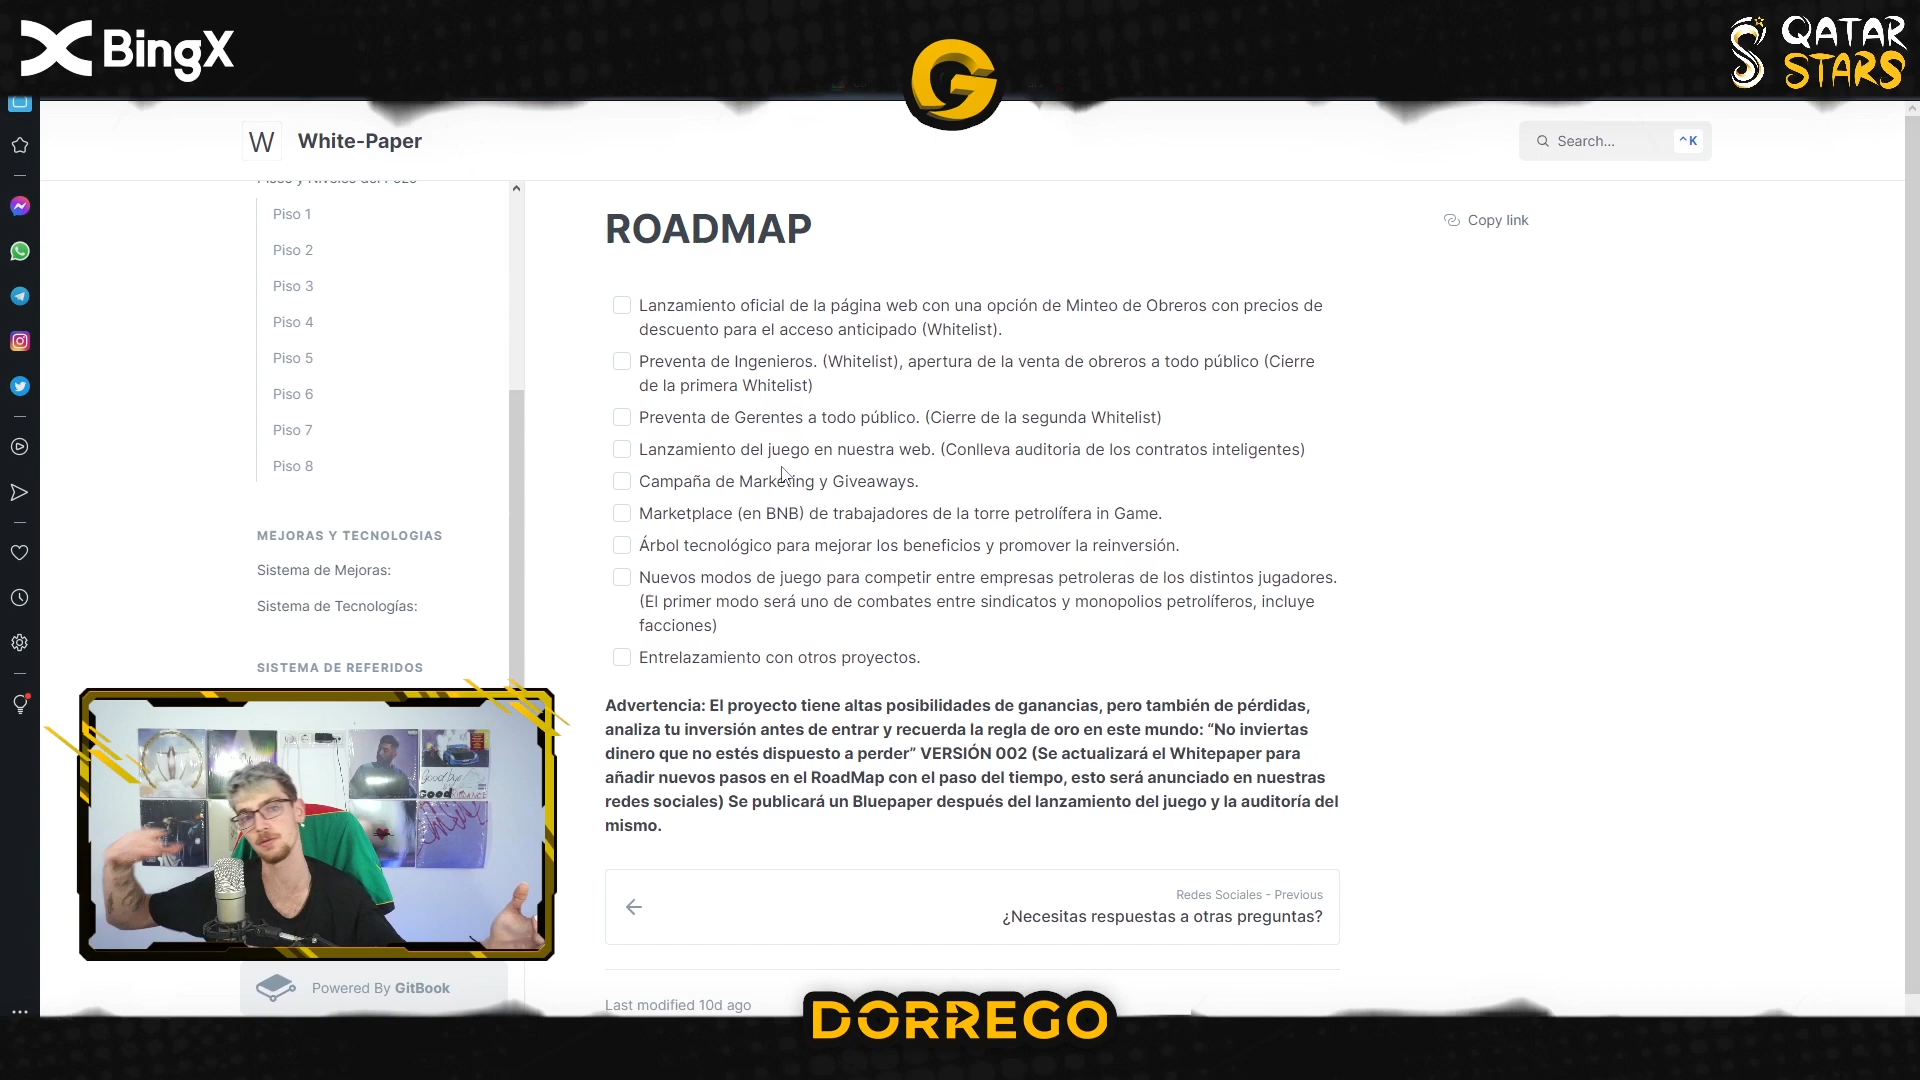 BingX
G
QATAR
STARS
W White-Paper
Search...
^K
Pisos y Niveles del Pozo
Piso 1
Piso 2
Piso 3
Piso 4
Piso 5
Piso 6
Piso 7
Piso 8
MEJORAS Y TECNOLOGIAS
Sistema de Mejoras:
Sistema de Tecnologías:
SISTEMA DE REFERIDOS
Powered By GitBook
ROADMAP
Copy link
Lanzamiento oficial de la página web con una opción de Minteo de Obreros con precios de
descuento para el acceso anticipado (Whitelist).
Preventa de Ingenieros. (Whitelist), apertura de la venta de obreros a todo público (Cierre
de la primera Whitelist)
Preventa de Gerentes a todo público. (Cierre de la segunda Whitelist)
Lanzamiento del juego en nuestra web. (Conlleva auditoria de los contratos inteligentes)
Campaña de Marketing y Giveaways.
Marketplace (en BNB) de trabajadores de la torre petrolífera in Game.
Árbol tecnológico para mejorar los beneficios y promover la reinversión.
Nuevos modos de juego para competir entre empresas petroleras de los distintos jugadores.
(El primer modo será uno de combates entre sindicatos y monopolios petrolíferos, incluye
facciones)
Entrelazamiento con otros proyectos.
Advertencia: El proyecto tiene altas posibilidades de ganancias, pero también de pérdidas,
analiza tu inversión antes de entrar y recuerda la regla de oro en este mundo: “No inviertas
dinero que no estés dispuesto a perder” VERSIÓN 002 (Se actualizará el Whitepaper para
añadir nuevos pasos en el RoadMap con el paso del tiempo, esto será anunciado en nuestras
redes sociales) Se publicará un Bluepaper después del lanzamiento del juego y la auditoría del
mismo.
Redes Sociales - Previous
¿Necesitas respuestas a otras preguntas?
Last modified 10d ago
DORREGO